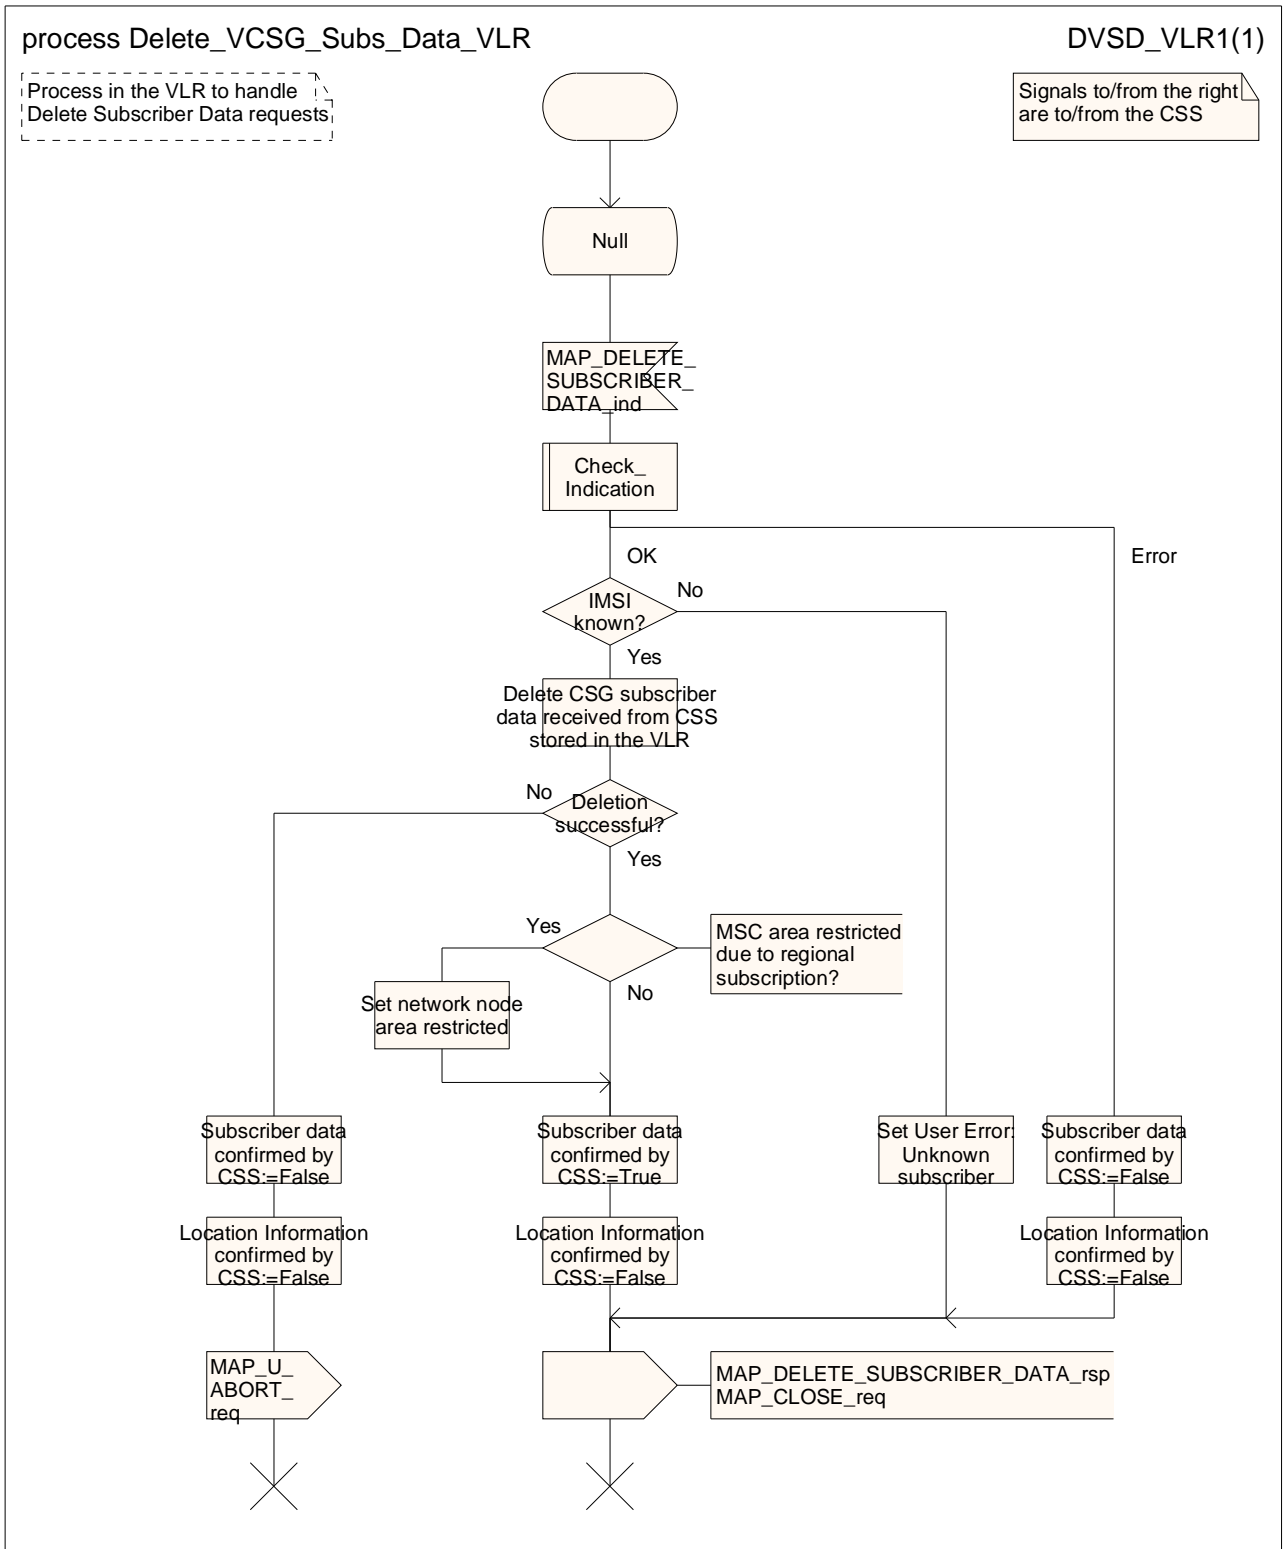 process Delete_VCSG_Subs_Data_VLR
DVSD_VLR1(1)
Process in the VLR to handle
Delete Subscriber Data requests
Signals to/from the right
are to/from the CSS
Null
MAP_DELETE_
SUBSCRIBER_
DATA_ind
Check_
Indication
OK
Error
IMSI
known?
No
Yes
Delete CSG subscriber
data received from CSS
stored in the VLR
No
Deletion
successful?
Yes
Yes
MSC area restricted
due to regional
subscription?
No
Set network node
area restricted
Subscriber data
confirmed by
CSS:=False
Subscriber data
confirmed by
CSS:=True
Set User Error:
Unknown
subscriber
Subscriber data
confirmed by
CSS:=False
Location Information
confirmed by
CSS:=False
Location Information
confirmed by
CSS:=False
Location Information
confirmed by
CSS:=False
MAP_U_
ABORT_
req
MAP_DELETE_SUBSCRIBER_DATA_rsp
MAP_CLOSE_req